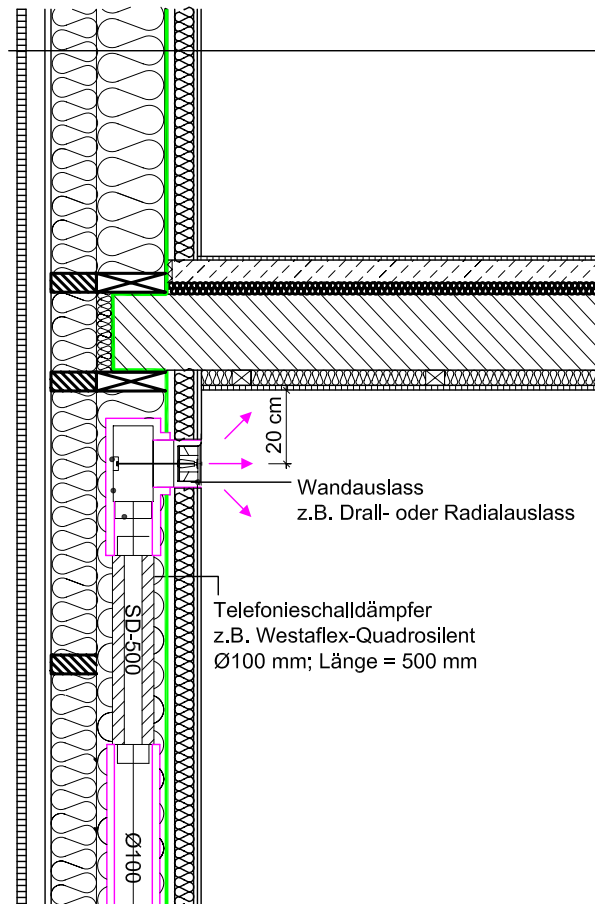 20 cm
Wandauslass
z.B. Drall- oder Radialauslass
Telefonieschalldämpfer
z.B. Westaflex-Quadrosilent
Ø100 mm; Länge = 500 mm
SD-500
Ø100